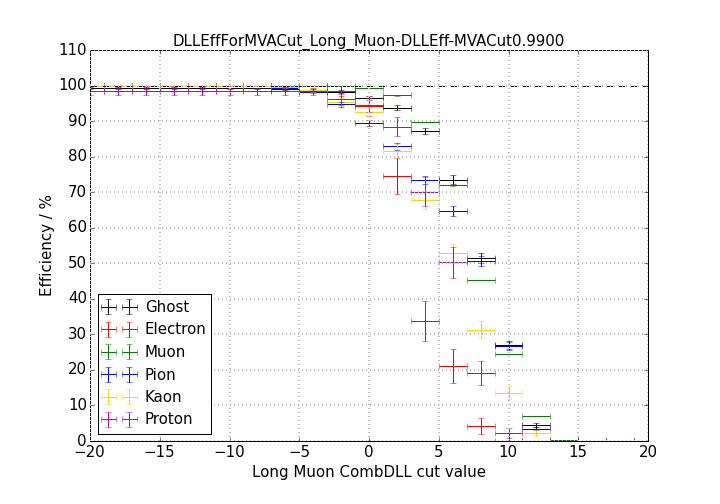 DLLEffForMVACut_Long_Muon-DLLEff-MVACut0.9900
110
100
90
80
70
60
50
40
30
20
10
0
Efficiency / %
Ghost
Electron
Muon
Pion
Kaon
Proton
−20 −15 −10 −5 0 5 10 15 20
Long Muon CombDLL cut value